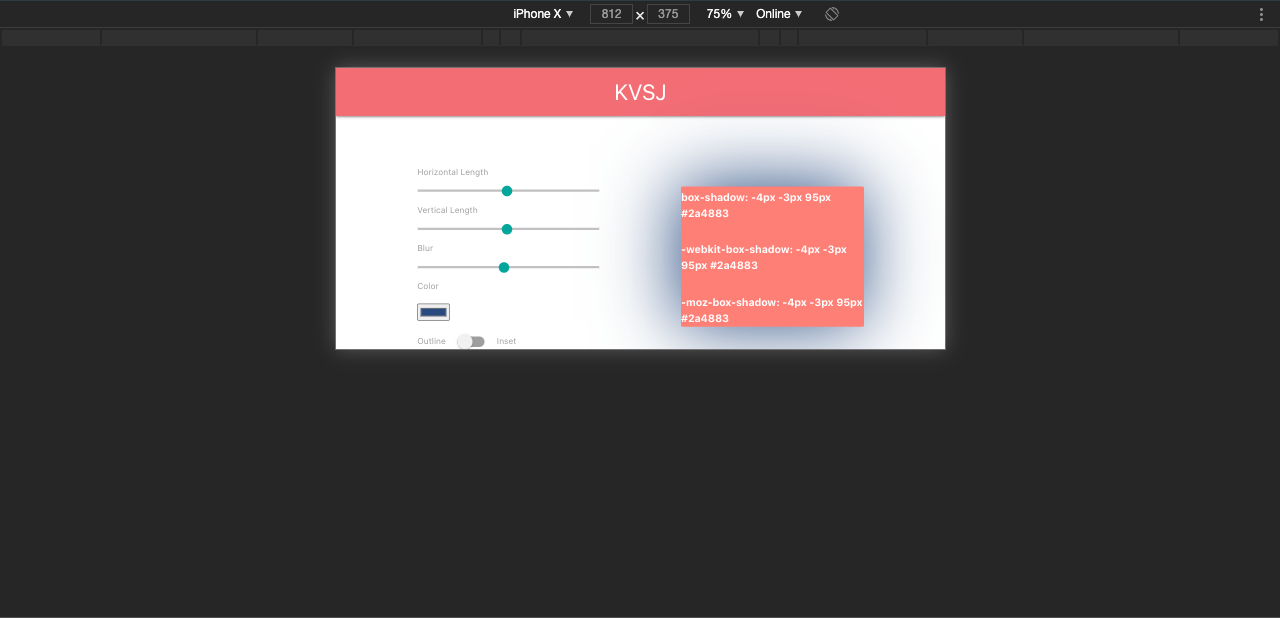 iPhone X 812 × 375 75% Online
KVSJ
Horizontal Length
Vertical Length
Blur
Color
Outline Inset
box-shadow: -4px -3px 95px
#2a4883
-webkit-box-shadow: -4px -3px
95px #2a4883
-moz-box-shadow: -4px -3px 95px
#2a4883